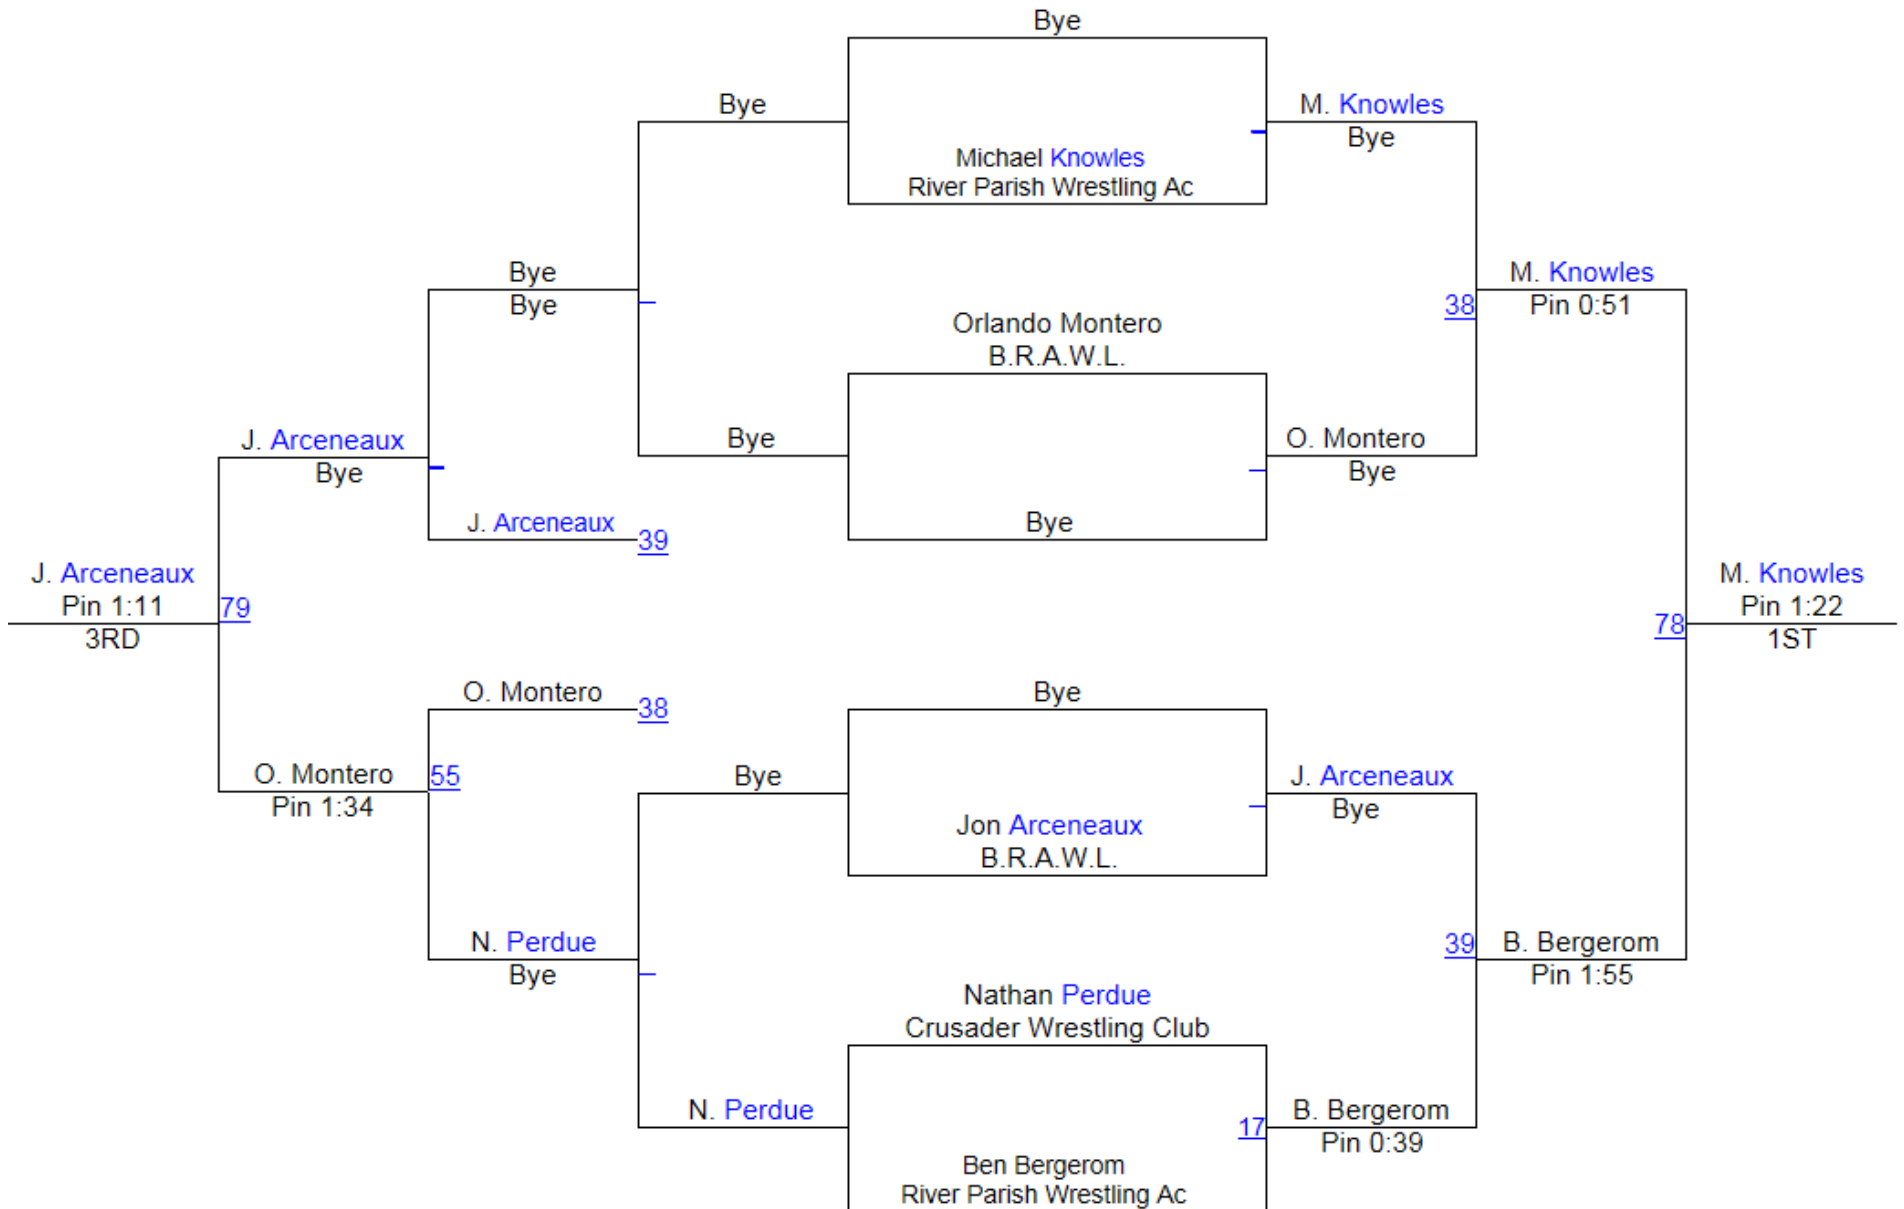 Bye
Bye
M. Knowles
Bye
Michael Knowles
River Parish Wrestling Ac
Bye
Bye
M. Knowles
38
Pin 0:51
Orlando Montero
B.R.A.W.L.
J. Arceneaux
Bye
Bye
O. Montero
Bye
J. Arceneaux
39
Bye
J. Arceneaux
Pin 1:11
79
3RD
M. Knowles
Pin 1:22
78
1ST
O. Montero
38
Bye
O. Montero
55
Pin 1:34
Bye
J. Arceneaux
Bye
Jon Arceneaux
B.R.A.W.L.
N. Perdue
Bye
39
B. Bergerom
Pin 1:55
Nathan Perdue
Crusader Wrestling Club
N. Perdue
17
B. Bergerom
Pin 0:39
Ben Bergerom
River Parish Wrestling Ac